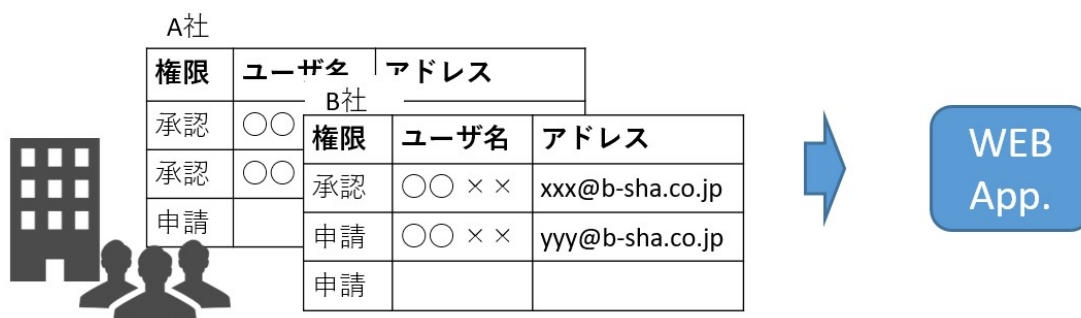 A社
権限 ユーザ名 アドレス
承認 ○○
承認 ○○
申請
B社
権限 ユーザ名 アドレス
承認 ○○ ×× xxx@b-sha.co.jp
申請 ○○ ×× yyy@b-sha.co.jp
申請
WEB
App.